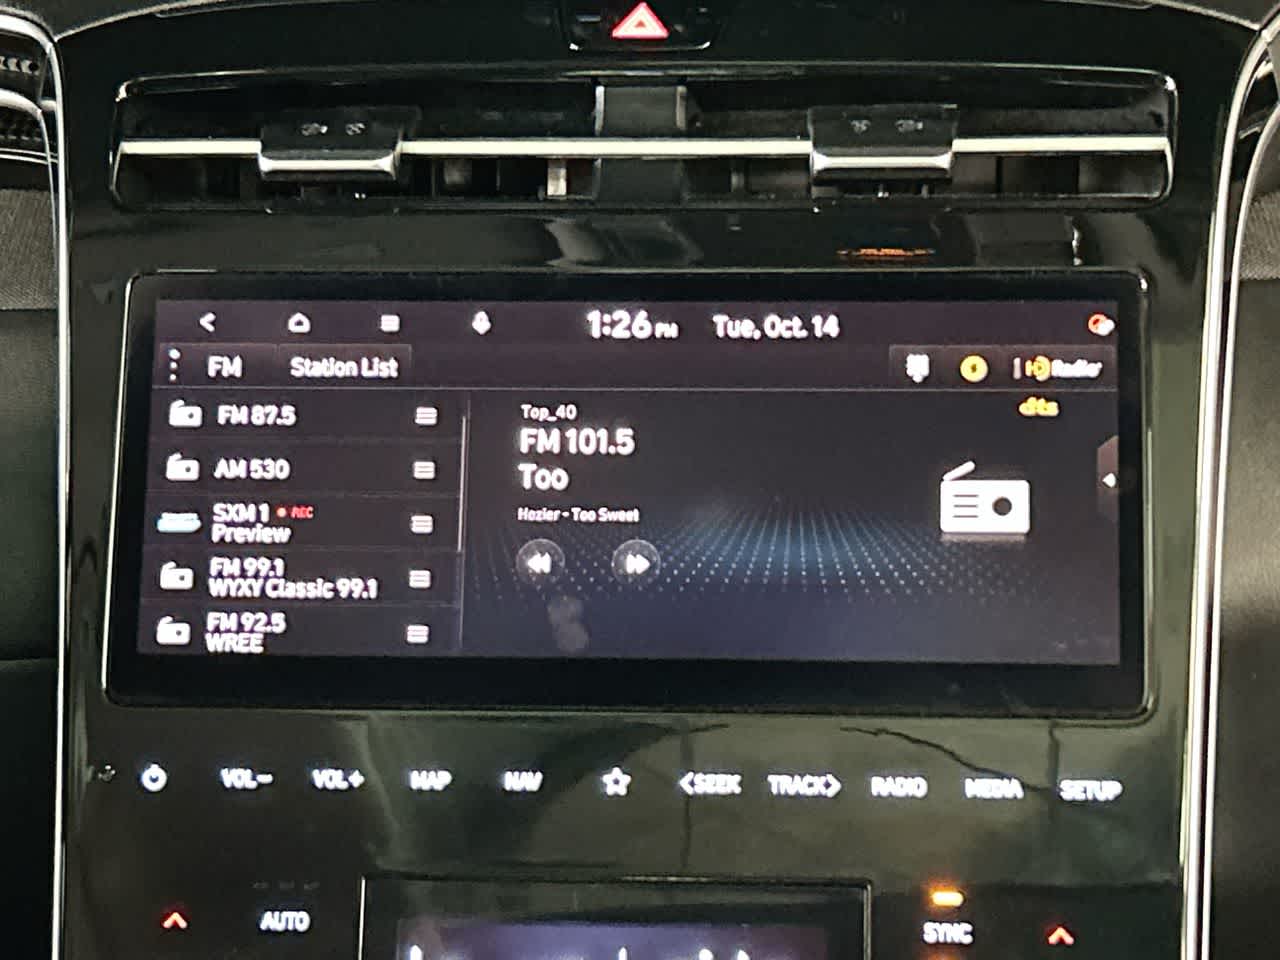 1:26 PM Tue, Oct. 14
FM Station List
Radio
dts
FM 87.5
AM 530
SXM 1 REC
Preview
FM 99.1
WYXY Classic 99.1
FM 92.5
WREE
Top_40
FM 101.5
Too
Hozier - Too Sweet
VOL- VOL+ MAP NAV <SEEK TRACK> RADIO MEDIA SETUP
AUTO SYNC